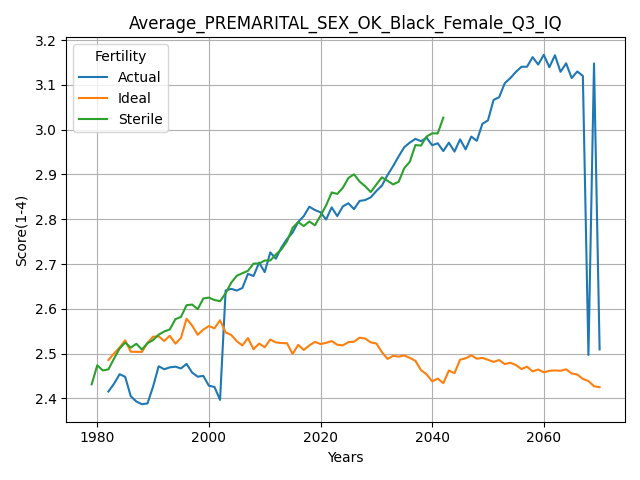 Average_PREMARITAL_SEX_OK_Black_Female_Q3_IQ
Fertility
Actual
Ideal
Sterile
Score(1-4)
3.2
3.1
3.0
2.9
2.8
2.7
2.6
2.5
2.4
1980
2000
2020
2040
2060
Years